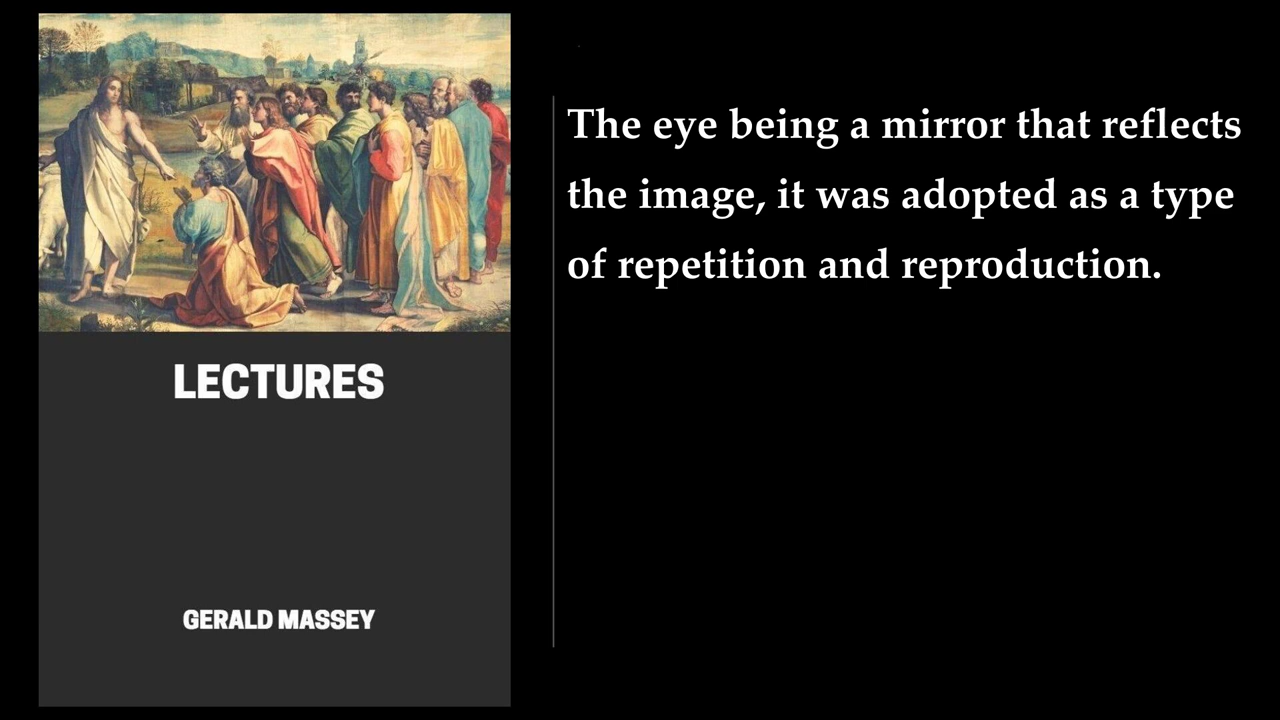 LECTURES
GERALD MASSEY
The eye being a mirror that reflects
the image, it was adopted as a type
of repetition and reproduction.